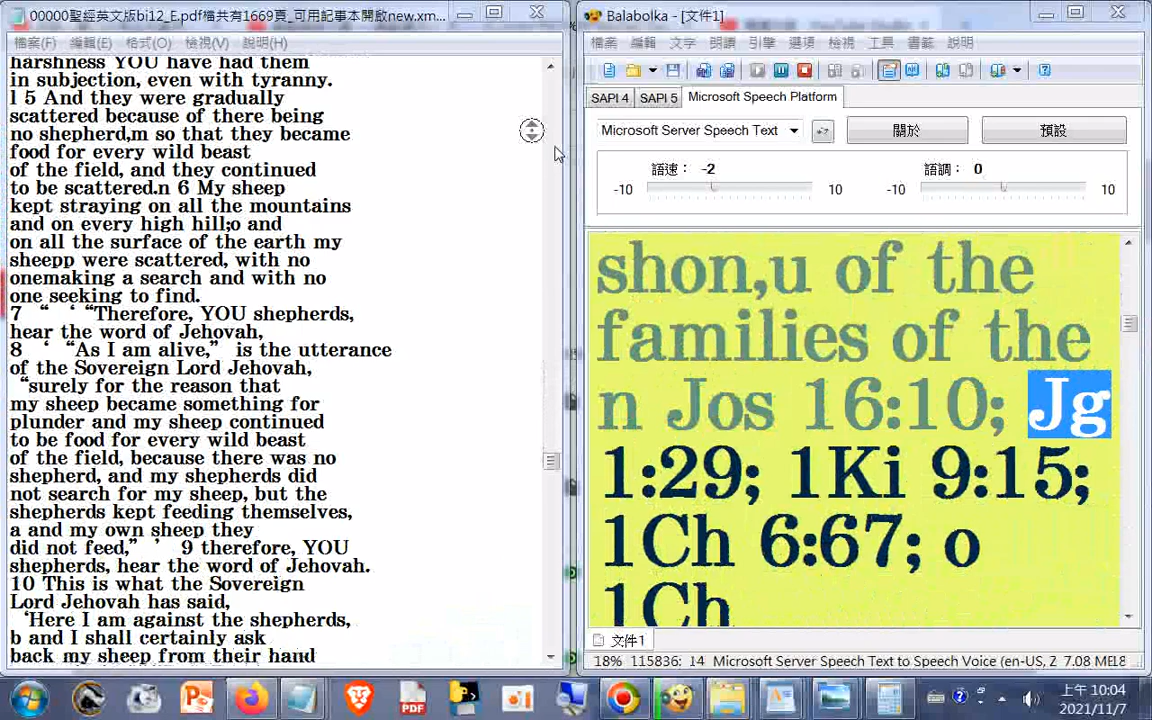 00000聖經英文版bi12_E.pdf檔共有1669頁_可用記事本開啟new.xm...
檔案(F) 編輯(E) 格式(O) 檢視(V) 說明(H)
harshness YOU have had them
in subjection, even with tyranny.
l 5 And they were gradually
scattered because of there being
no shepherd,m so that they became
food for every wild beast
of the field, and they continued
to be scattered.n 6 My sheep
kept straying on all the mountains
and on every high hill;o and
on all the surface of the earth my
sheepp were scattered, with no
onemaking a search and with no
one seeking to find.
7 “ ‘ “Therefore, YOU shepherds,
hear the word of Jehovah,
8 ‘ “As I am alive,” is the utterance
of the Sovereign Lord Jehovah,
“surely for the reason that
my sheep became something for
plunder and my sheep continued
to be food for every wild beast
of the field, because there was no
shepherd, and my shepherds did
not search for my sheep, but the
shepherds kept feeding themselves,
a and my own sheep they
did not feed,” ’ 9 therefore, YOU
shepherds, hear the word of Jehovah.
10 This is what the Sovereign
Lord Jehovah has said,
‘Here I am against the shepherds,
b and I shall certainly ask
back my sheep from their hand
Balabolka - [文件1]
檔案 編輯 文字 朗讀 引擎 選項 檢視 工具 書籤 說明
SAPI 4 SAPI 5 Microsoft Speech Platform
Microsoft Server Speech Text 關於 預設
語速： -2 語調： 0
-10 10 -10 10
shon,u of the
families of the
n Jos 16:10; Jg
1:29; 1Ki 9:15;
1Ch 6:67; o
1Ch
文件1
18% 115836: 14 Microsoft Server Speech Text to Speech Voice (en-US, 2 7.08 MEL8
PDF
上午 10:04
2021/11/7